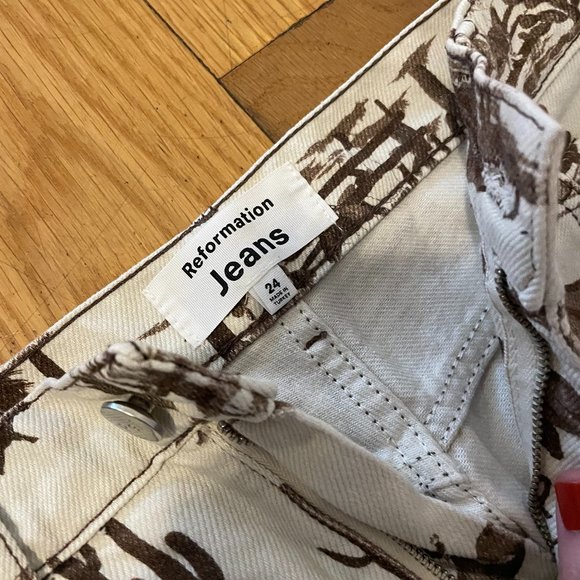 Reformation
Jeans
24
MADE IN
TURKEY